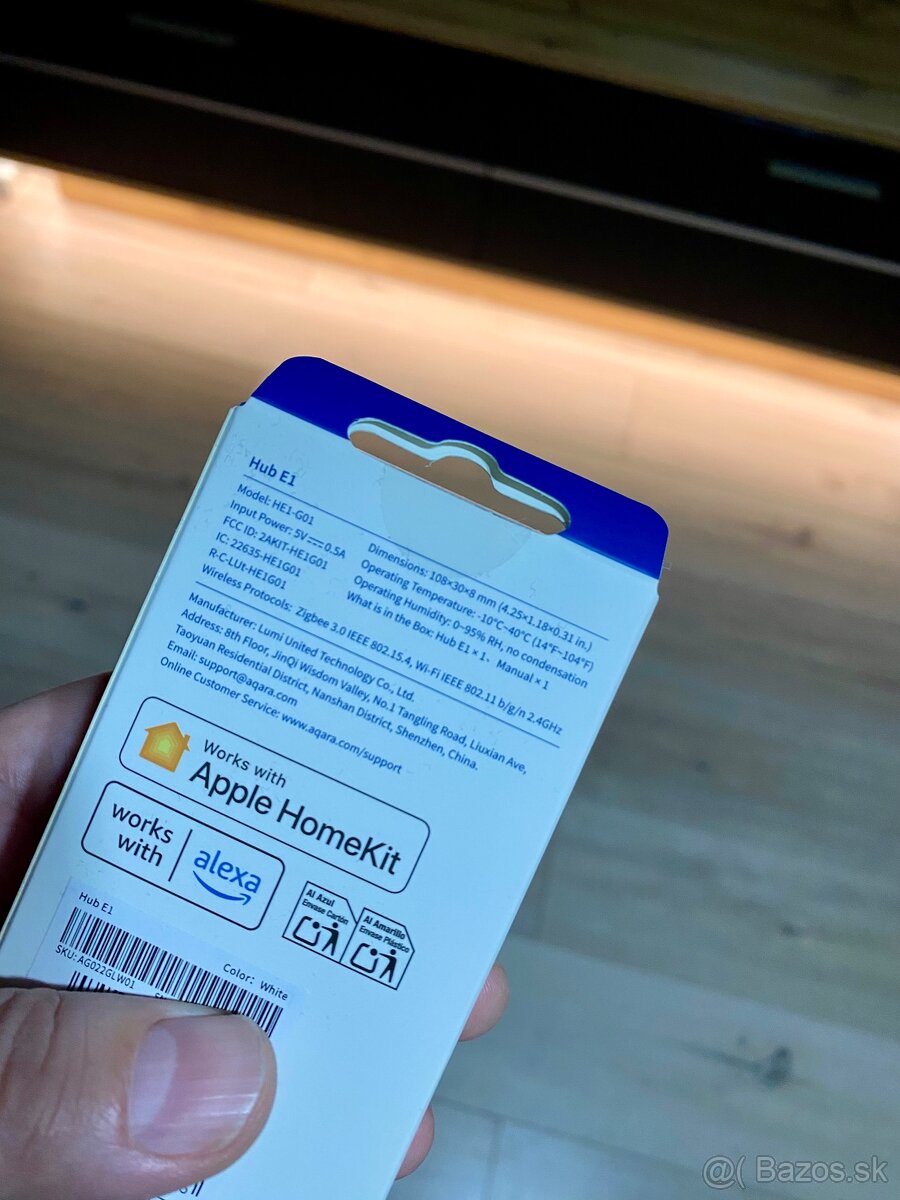 Hub E1
Model: HE1-G01
Input Power: 5V⎓0.5A
FCC ID: 2AKIT-HE1G01
IC: 22635-HE1G01
R-C-LUt-HE1G01
Dimensions: 108×30×8 mm (4.25×1.18×0.31 in.)
Operating Temperature: -10°C~40°C (14°F~104°F)
Operating Humidity: 0~95% RH, no condensation
What is in the Box: Hub E1 × 1、 Manual × 1
Wireless Protocols: Zigbee 3.0 IEEE 802.15.4, Wi-Fi IEEE 802.11 b/g/n 2.4GHz
Manufacturer: Lumi United Technology Co., Ltd.
Address: 8th Floor, JinQi Wisdom Valley, No.1 Tangling Road, Liuxian Ave,
Taoyuan Residential District, Nanshan District, Shenzhen, China.
Email: support@aqara.com
Online Customer Service: www.aqara.com/support
Works with
Apple HomeKit
works
with
alexa
Al Azul
Envase Cartón
Al Amarillo
Envase Plástico
Hub E1
Color: White
SKU: AG022GLW01
@( Bazos.sk